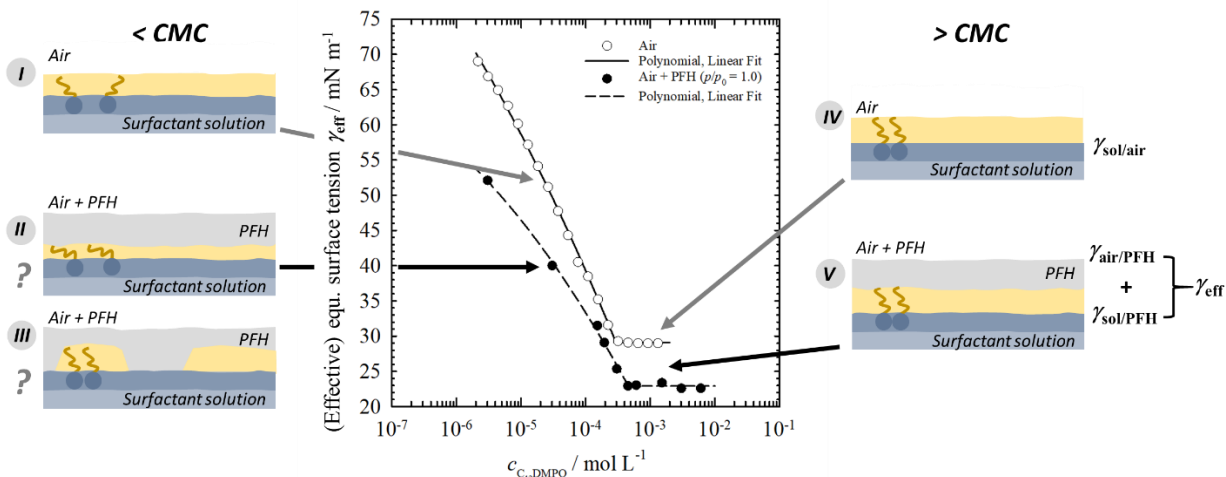 < CMC
I
Air
Surfactant solution
II
Air + PFH
PFH
?
Surfactant solution
III
Air + PFH
PFH
?
Surfactant solution
(Effective) equ. surface tension γeff / mN m⁻¹
75
70
65
60
55
50
45
40
35
30
25
20
Air
Polynomial, Linear Fit
Air + PFH (p/p₀ = 1.0)
Polynomial, Linear Fit
10⁻⁷ 10⁻⁶ 10⁻⁵ 10⁻⁴ 10⁻³ 10⁻² 10⁻¹
/ mol L⁻¹
> CMC
IV
Air
γsol/air
Surfactant solution
V
Air + PFH
PFH
Surfactant solution
γair/PFH
+
γsol/PFH
γeff